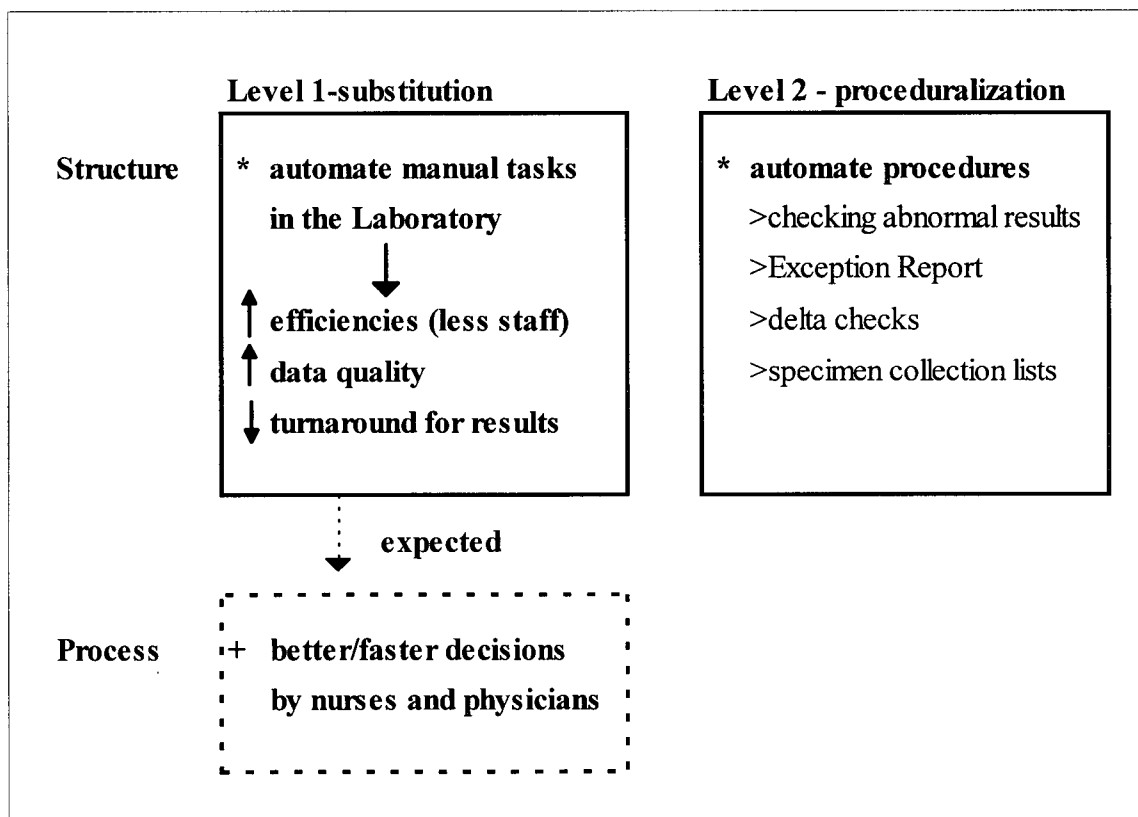 Level 1-substitution
Level 2 - proceduralization
Structure
* automate manual tasks
in the Laboratory
efficiencies (less staff)
data quality
turnaround for results
* automate procedures
>checking abnormal results
>Exception Report
>delta checks
>specimen collection lists
expected
Process
+ better/faster decisions
by nurses and physicians